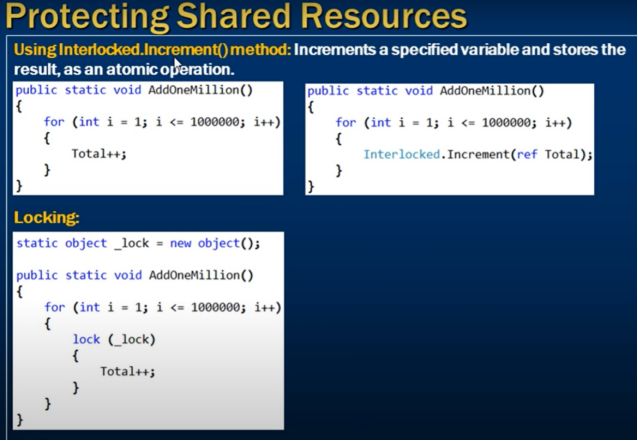 Protecting Shared Resources
Using Interlocked.Increment() method: Increments a specified variable and stores the
result, as an atomic operation.
public static void AddOneMillion()
{
for (int i = 1; i <= 1000000; i++)
{
Total++;
}
}
public static void AddOneMillion()
{
for (int i = 1; i <= 1000000; i++)
{
Interlocked.Increment(ref Total);
}
}
Locking:
static object _lock = new object();
public static void AddOneMillion()
{
for (int i = 1; i <= 1000000; i++)
{
lock (_lock)
{
Total++;
}
}
}